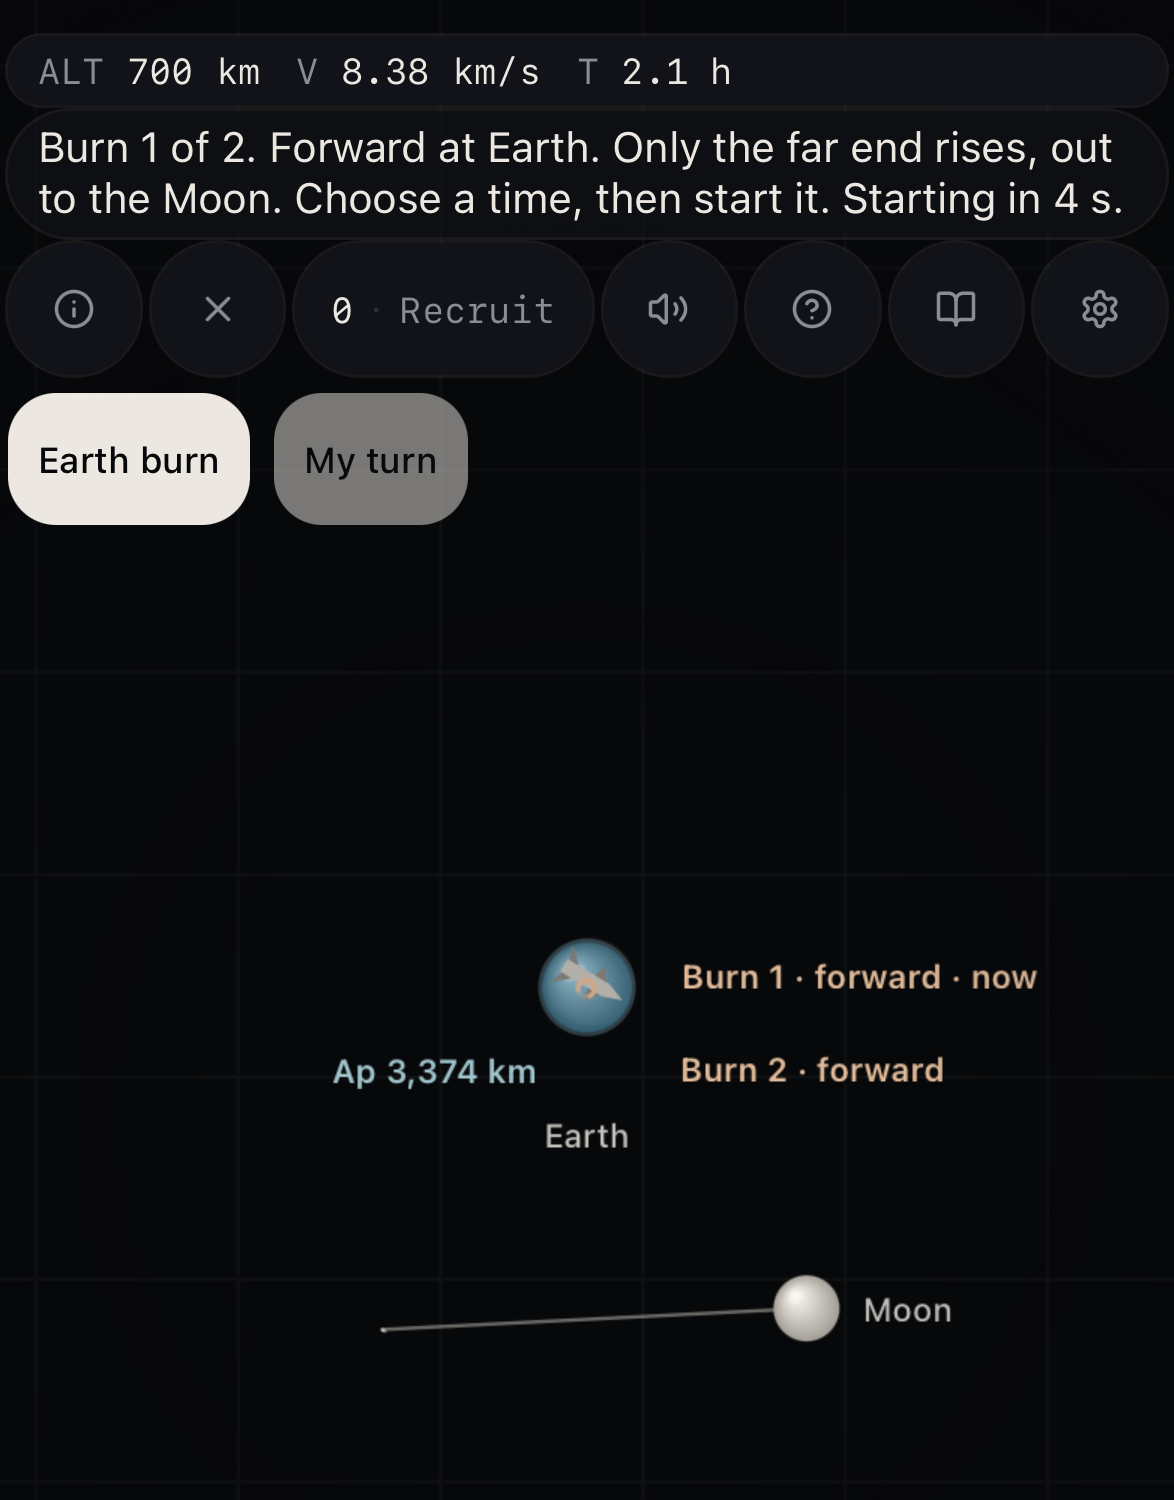 ALT 700 km V 8.38 km/s T 2.1 h
Burn 1 of 2. Forward at Earth. Only the far end rises, out
to the Moon. Choose a time, then start it. Starting in 4 s.
0 · Recruit
Earth burn
My turn
Burn 1 · forward · now
Ap 3,374 km
Burn 2 · forward
Earth
Moon